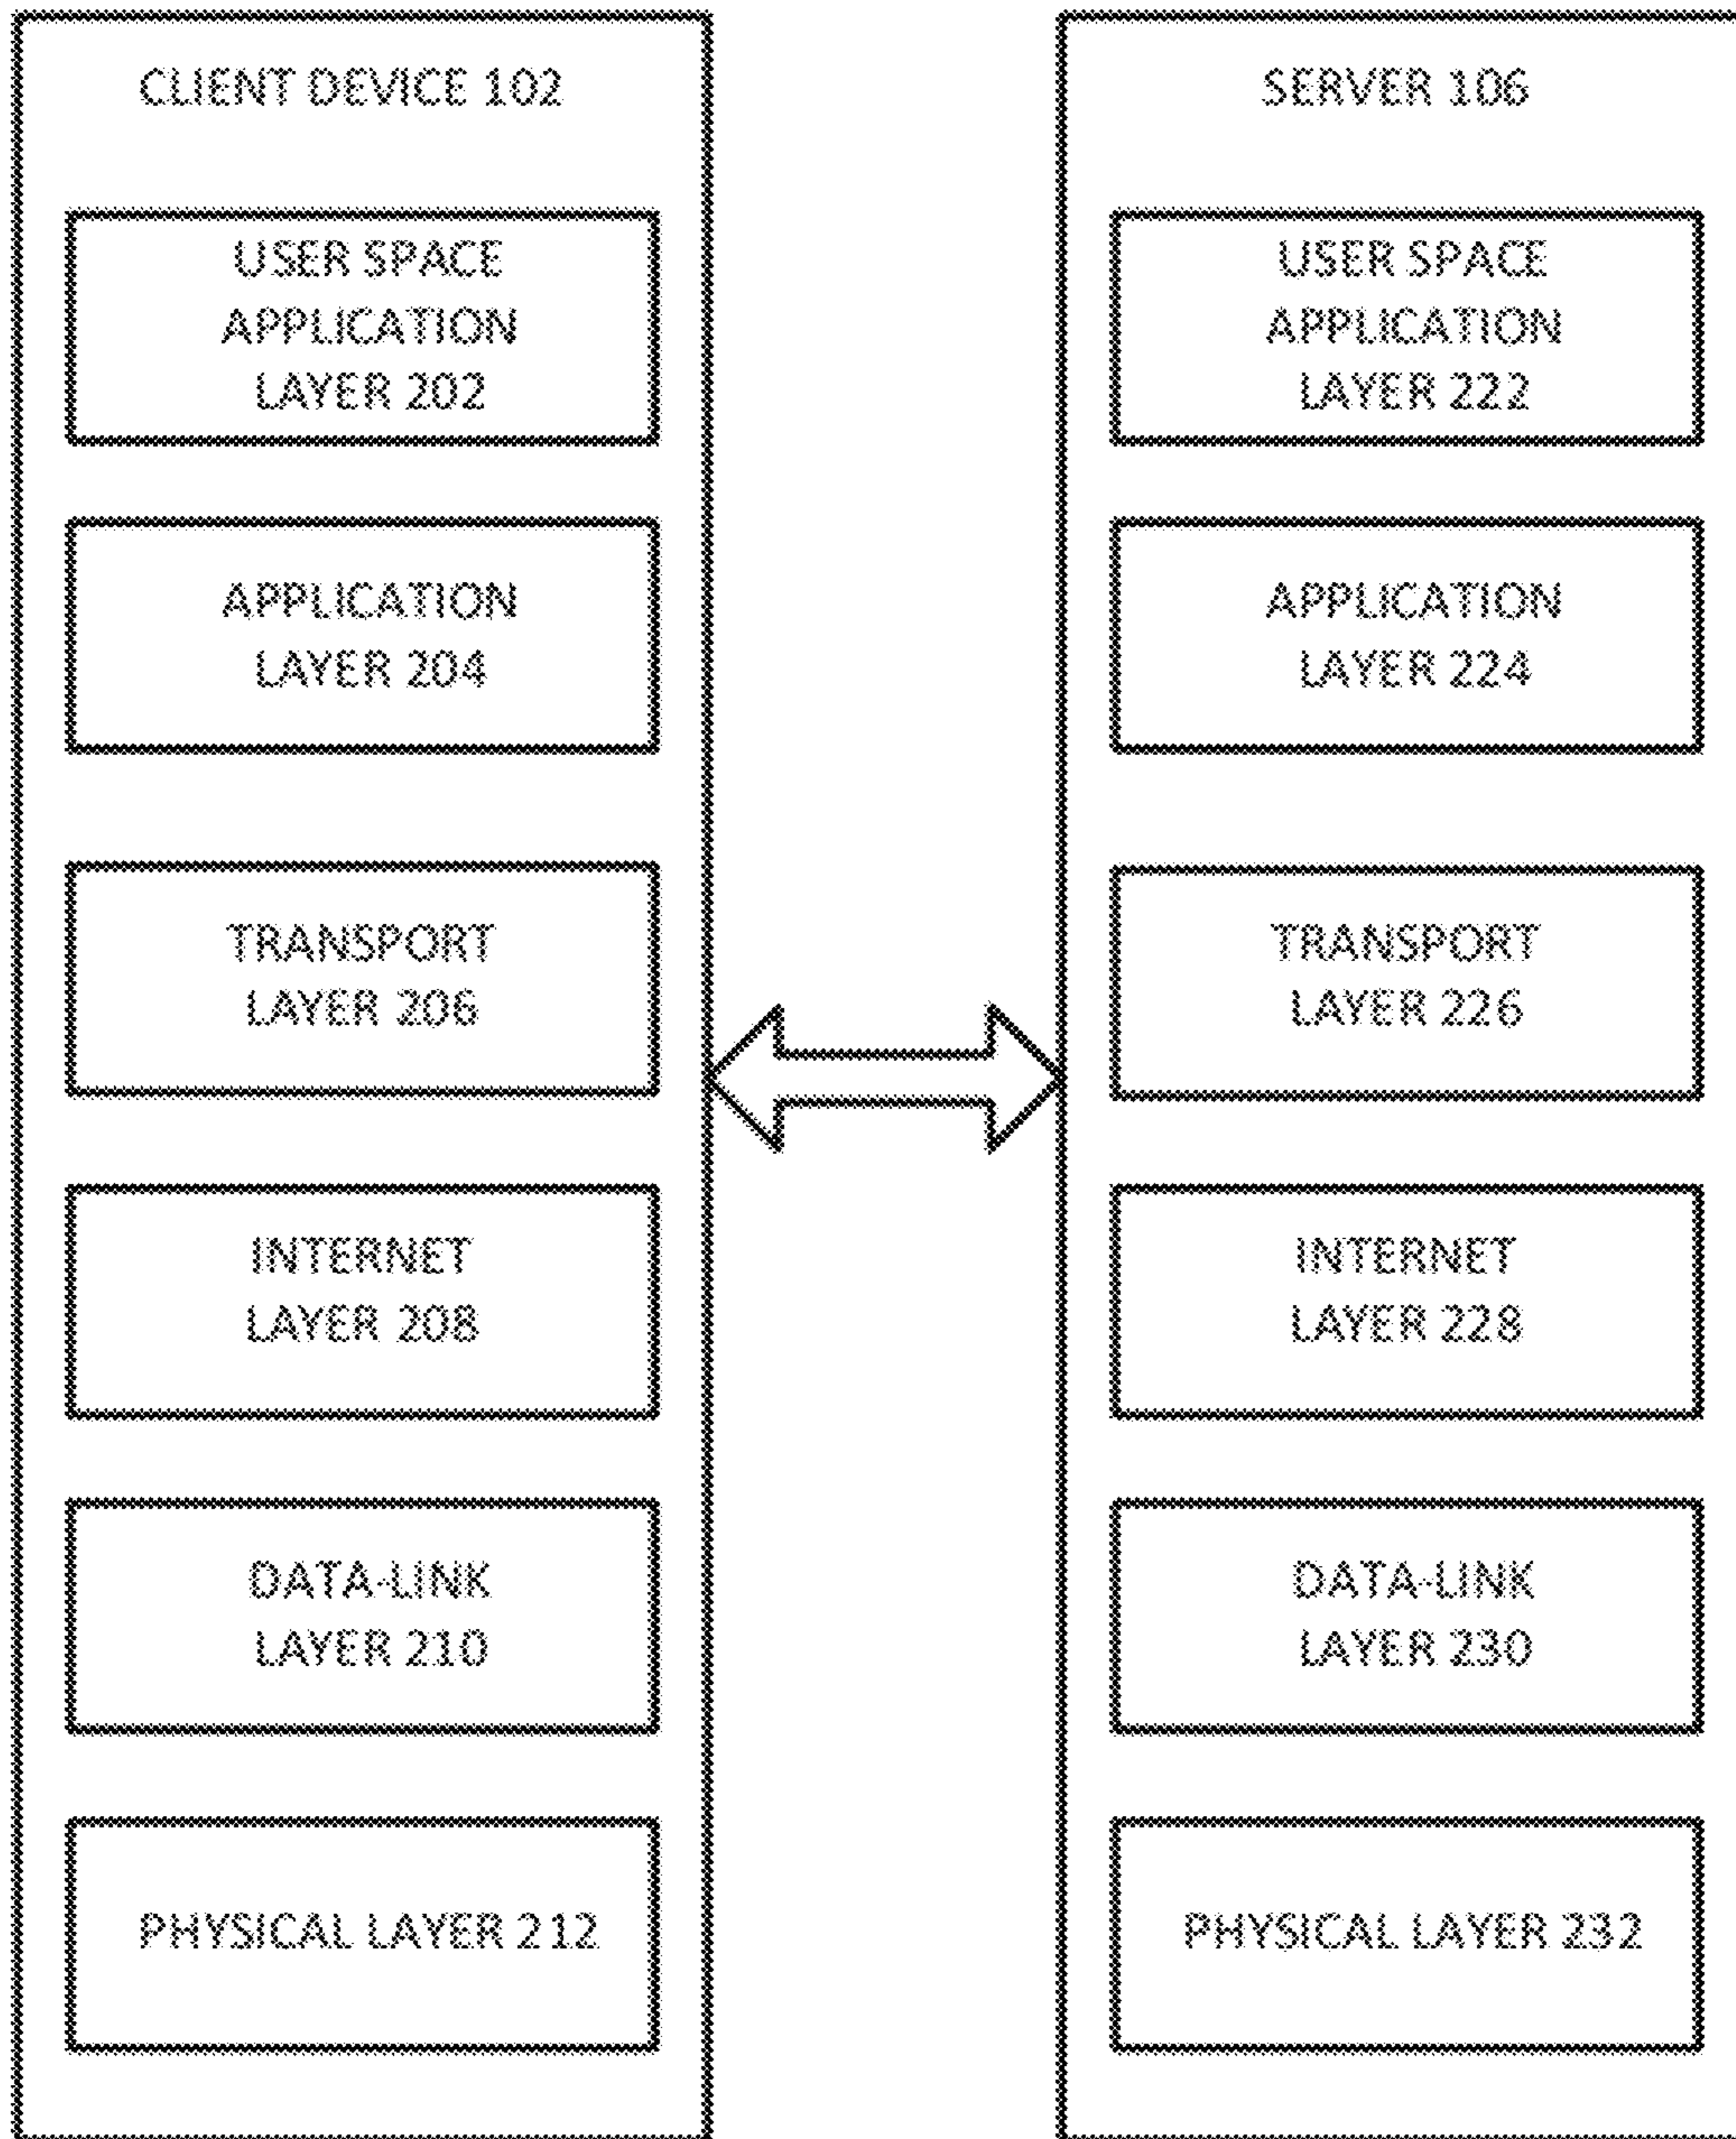 CLIENT DEVICE 102
USER SPACE
APPLICATION
LAYER 202
APPLICATION
LAYER 204
TRANSPORT
LAYER 206
INTERNET
LAYER 208
DATA-LINK
LAYER 210
PHYSICAL LAYER 212
SERVER 106
USER SPACE
APPLICATION
LAYER 222
APPLICATION
LAYER 224
TRANSPORT
LAYER 226
INTERNET
LAYER 228
DATA-LINK
LAYER 230
PHYSICAL LAYER 232